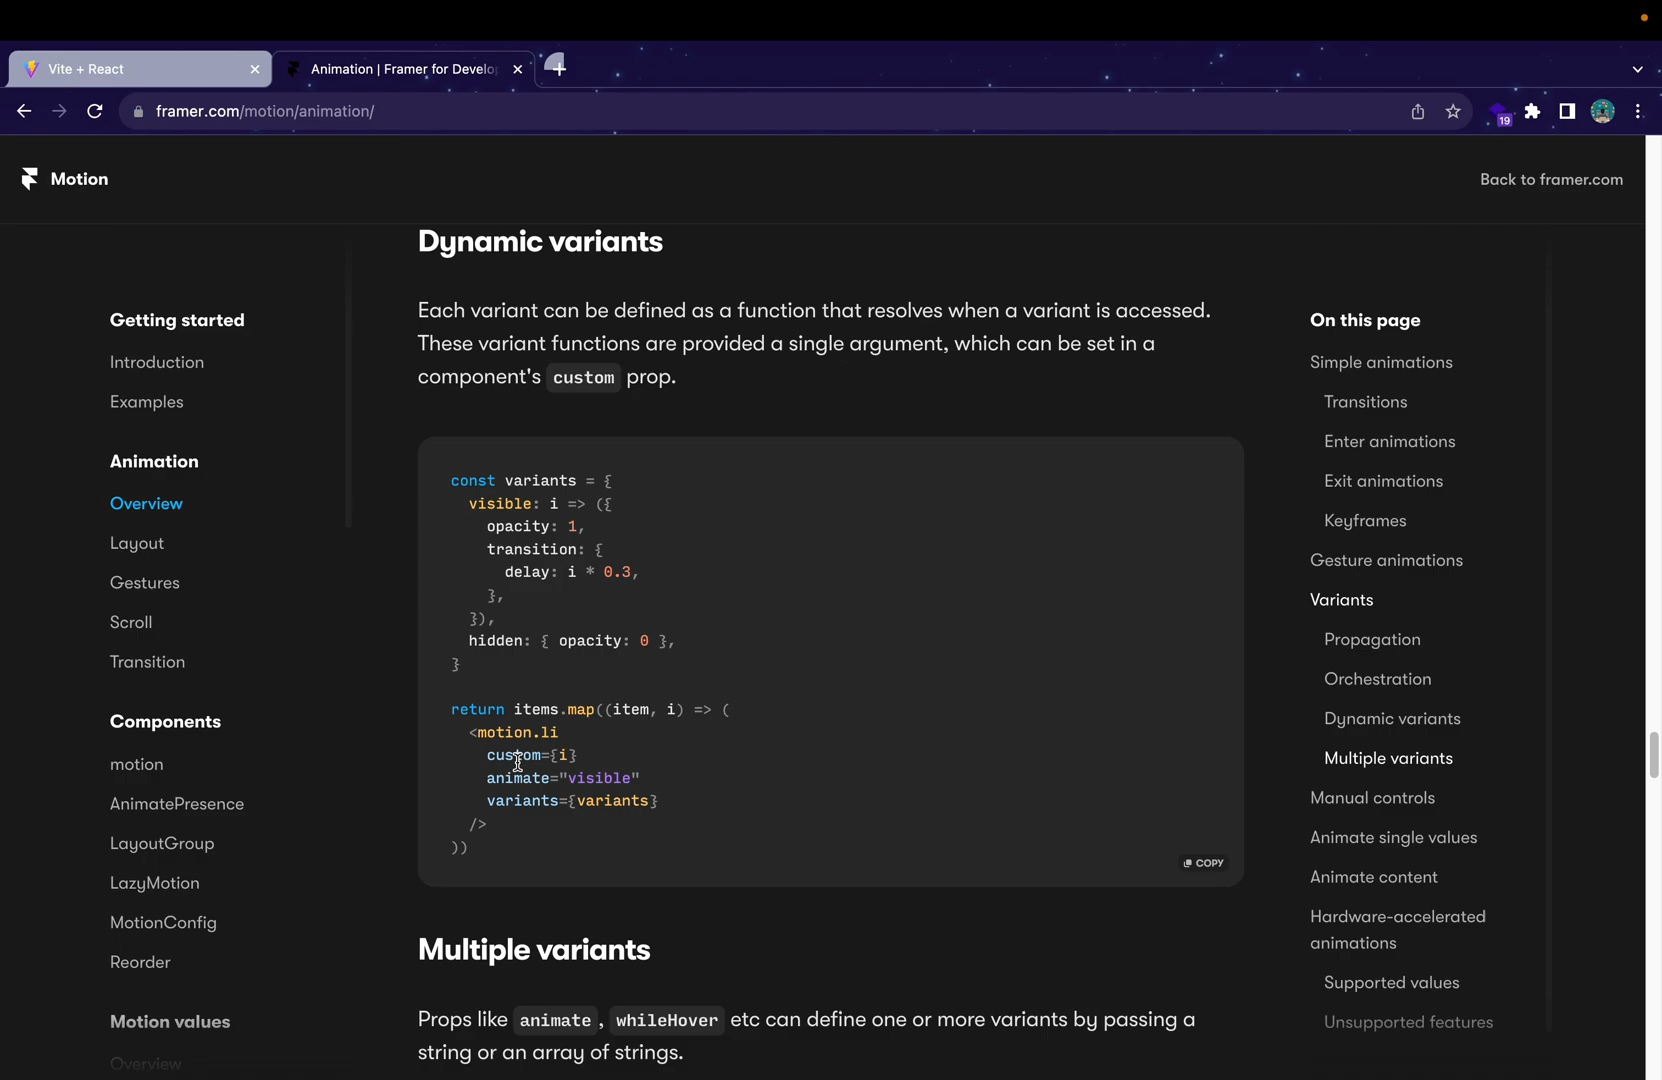 Vite + React
Animation | Framer for Develop
framer.com/motion/animation/
19
Motion
Back to framer.com
Getting started
Introduction
Examples
Animation
Overview
Layout
Gestures
Scroll
Transition
Components
motion
AnimatePresence
LayoutGroup
LazyMotion
MotionConfig
Reorder
Motion values
Overview
Dynamic variants
Each variant can be defined as a function that resolves when a variant is accessed.
These variant functions are provided a single argument, which can be set in a
component's custom prop.
const variants = {
  visible: i => ({
    opacity: 1,
    transition: {
      delay: i * 0.3,
    },
  }),
  hidden: { opacity: 0 },
}
return items.map((item, i) => (
  <motion.li
    custom={i}
    animate="visible"
    variants={variants}
  />
))
COPY
Multiple variants
Props like animate, whileHover etc can define one or more variants by passing a
string or an array of strings.
On this page
Simple animations
Transitions
Enter animations
Exit animations
Keyframes
Gesture animations
Variants
Propagation
Orchestration
Dynamic variants
Multiple variants
Manual controls
Animate single values
Animate content
Hardware-accelerated
animations
Supported values
Unsupported features